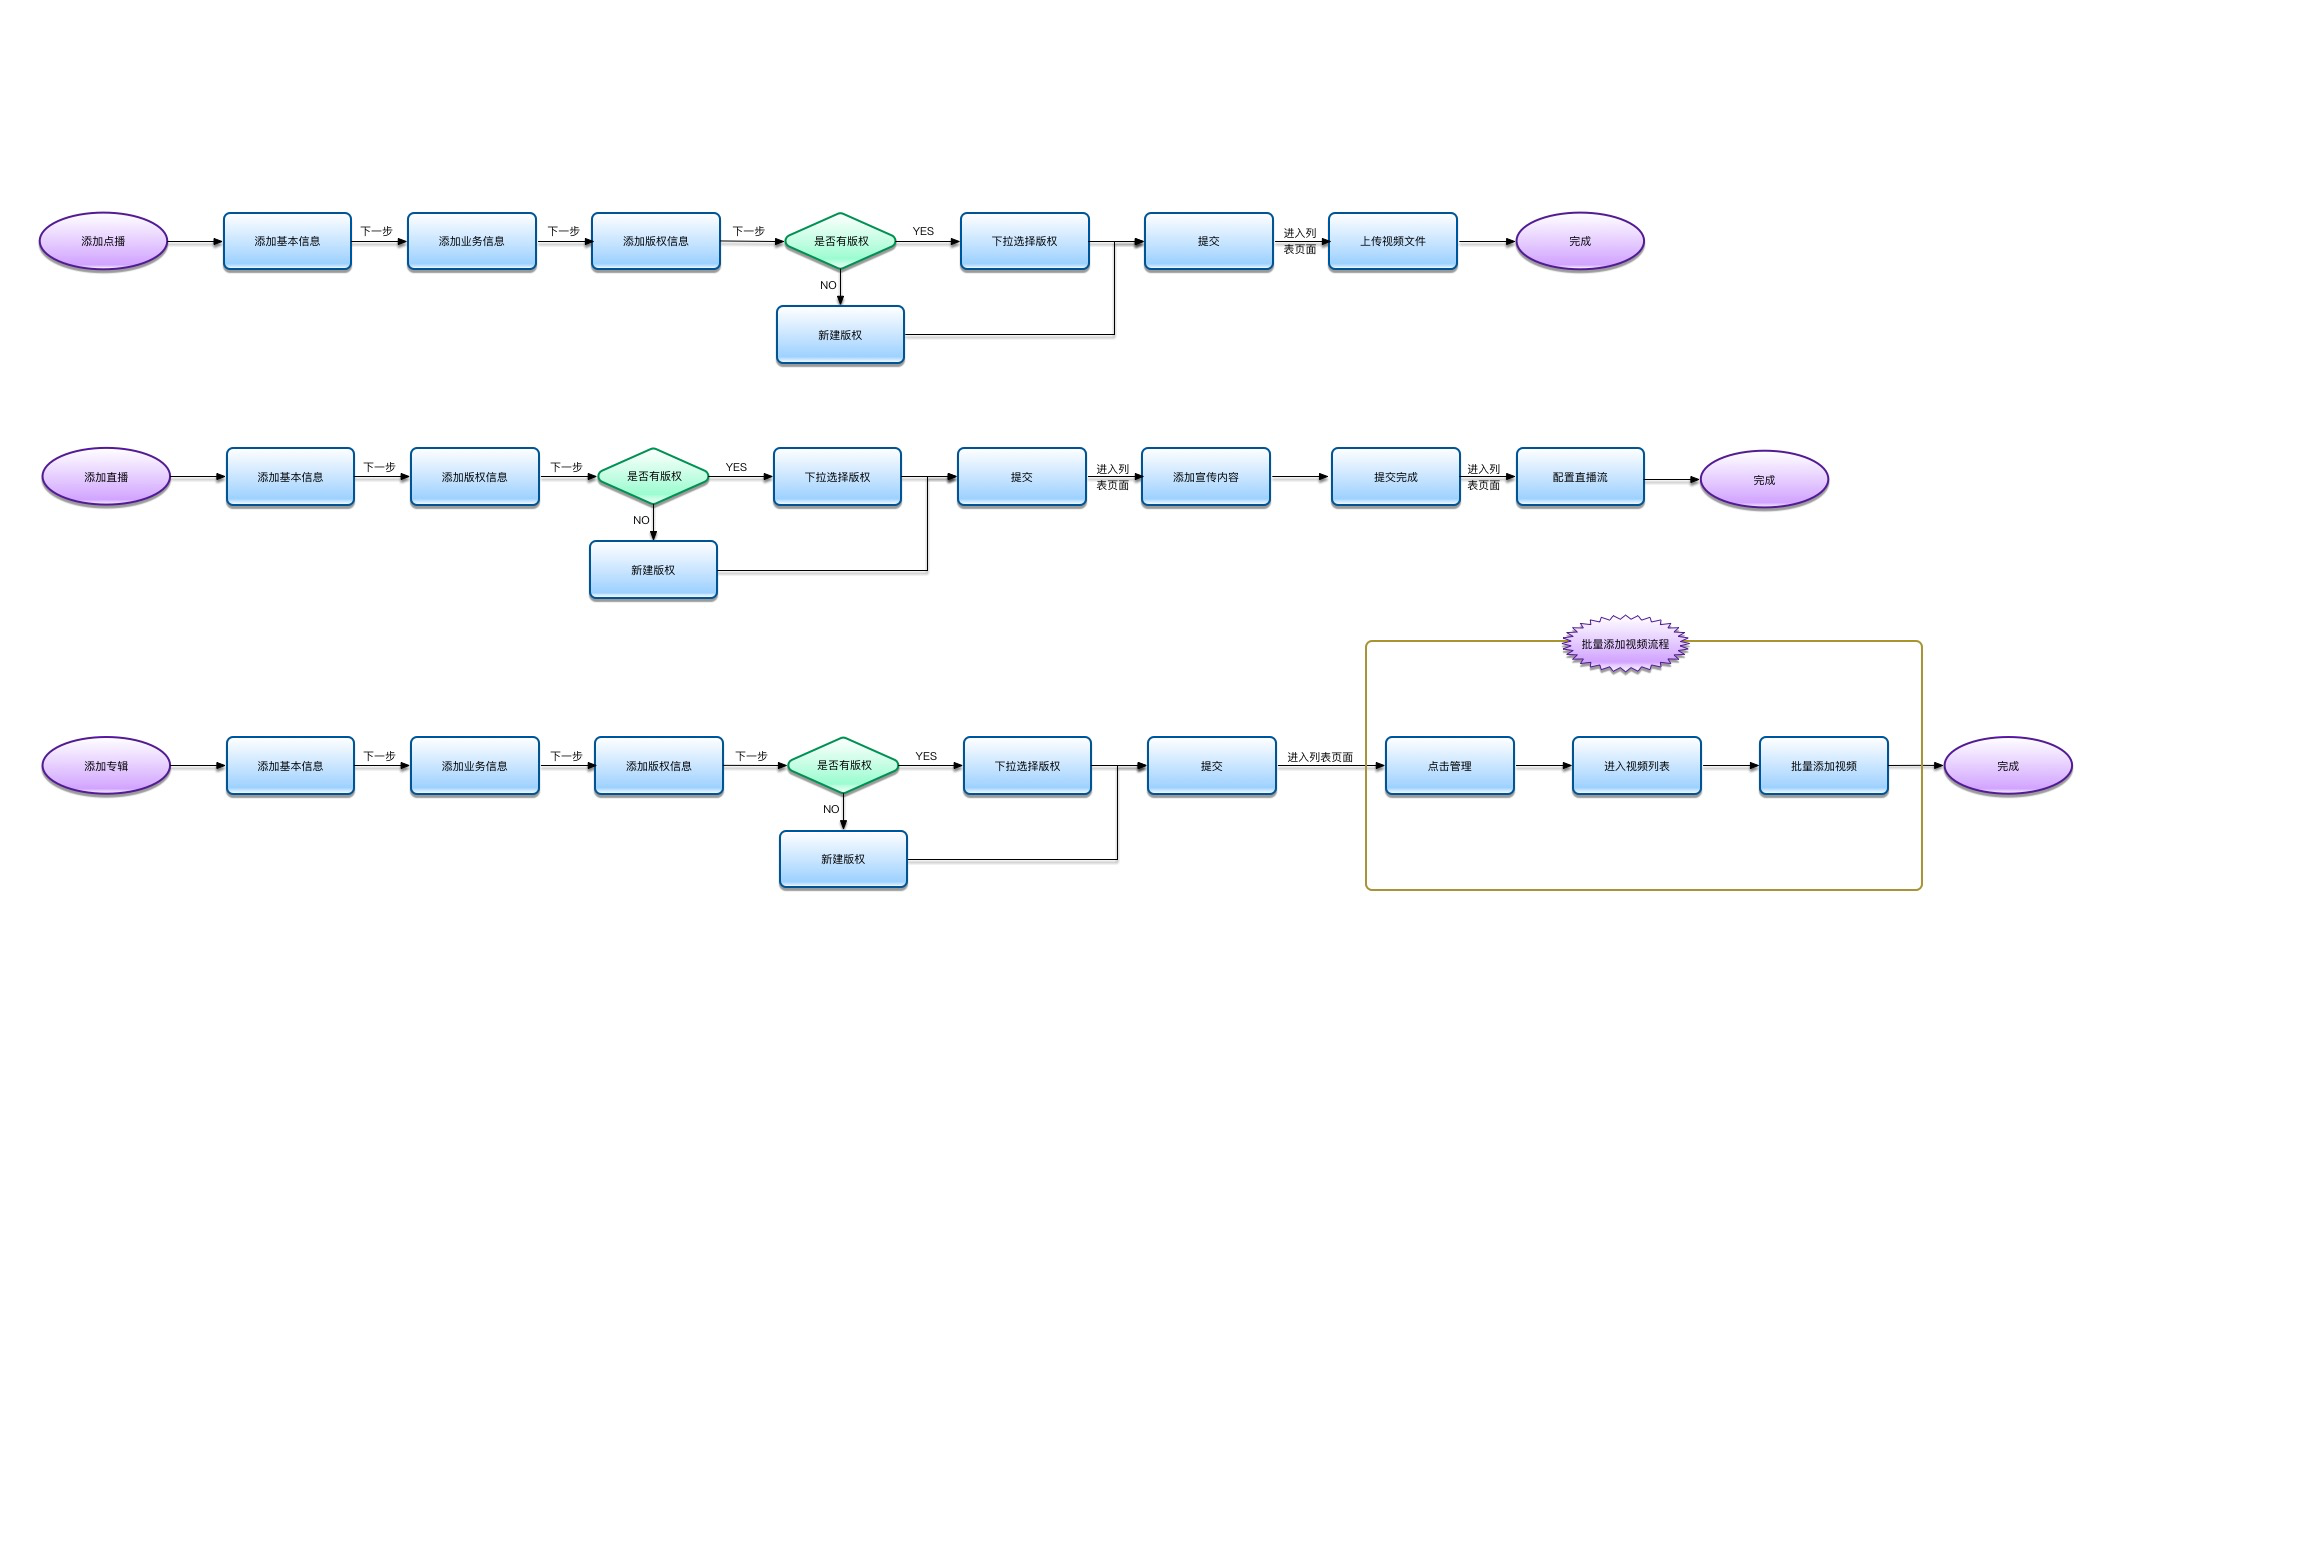 添加点播
添加基本信息
下一步
添加业务信息
下一步
添加版权信息
下一步
是否有版权
YES
下拉选择版权
提交
进入列
表页面
上传视频文件
完成
NO
新建版权
添加直播
添加基本信息
下一步
添加版权信息
下一步
是否有版权
YES
下拉选择版权
提交
进入列
表页面
添加宣传内容
提交完成
进入列
表页面
配置直播流
完成
NO
新建版权
批量添加视频流程
添加专辑
添加基本信息
下一步
添加业务信息
下一步
添加版权信息
下一步
是否有版权
YES
下拉选择版权
提交
进入列表页面
点击管理
进入视频列表
批量添加视频
完成
NO
新建版权